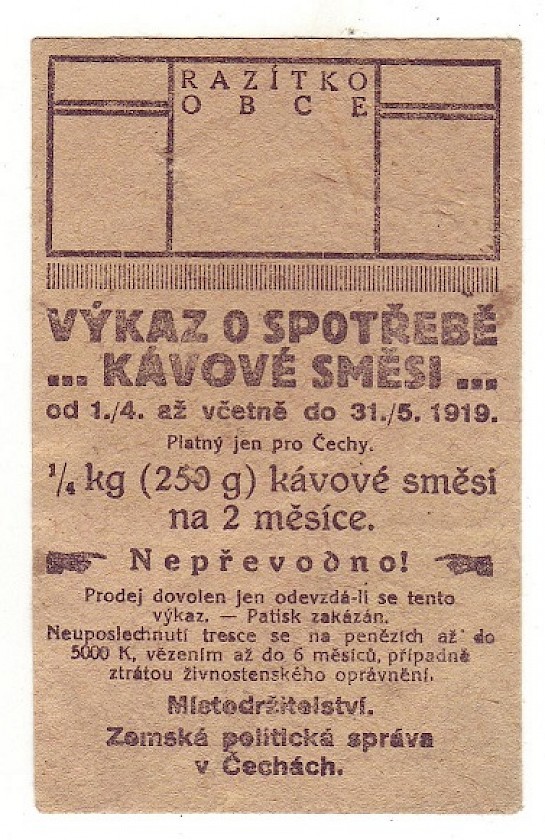 RAZÍTKO
OBCE
VÝKAZ O SPOTŘEBĚ
... KÁVOVÉ SMĚSI ...
od 1./4. až včetně do 31./5. 1919.
Platný jen pro Čechy.
1/4 kg (250 g) kávové směsi
na 2 měsíce.
Nepřevodno!
Prodej dovolen jen odevzdá-li se tento
výkaz. — Patisk zakázán.
Neuposlechnutí tresce se na penězích až do
5000 K, vězením až do 6 měsíců, případně
ztrátou živnostenského oprávnění.
Místodržitelství.
Zemská politická správa
v Čechách.